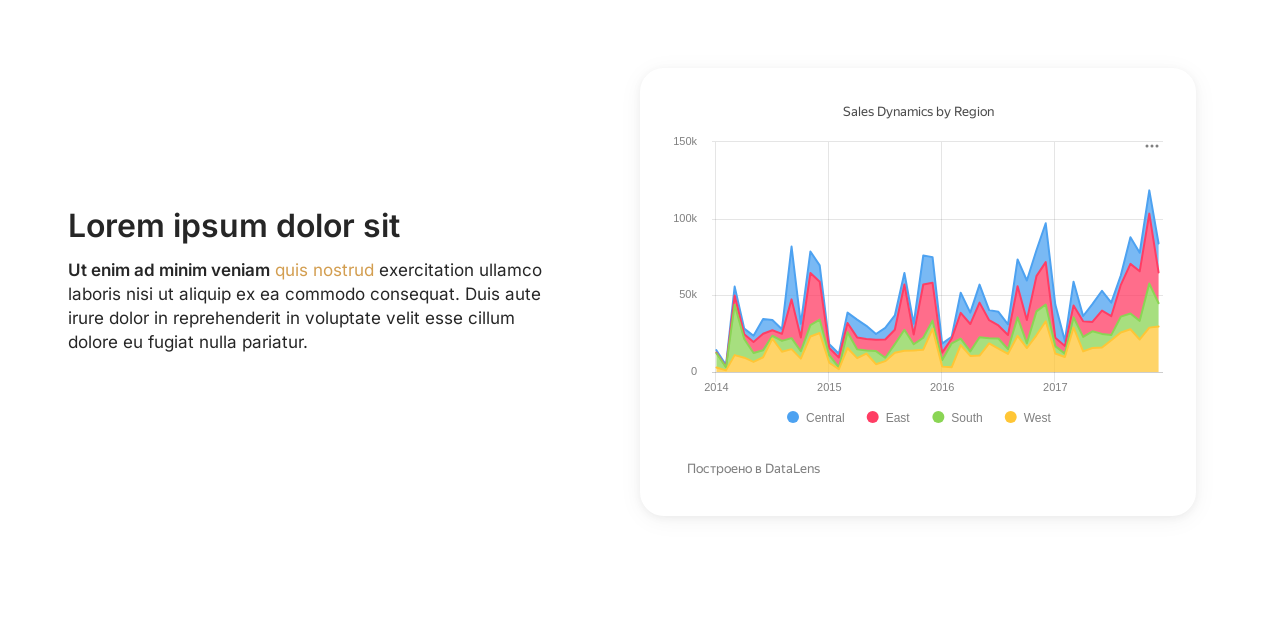 Lorem ipsum dolor sit
Ut enim ad minim veniam quis nostrud exercitation ullamco
laboris nisi ut aliquip ex ea commodo consequat. Duis aute
irure dolor in reprehenderit in voluptate velit esse cillum
dolore eu fugiat nulla pariatur.
Sales Dynamics by Region
150k
100k
50k
0
2014 2015 2016 2017
Central East South West
Построено в DataLens